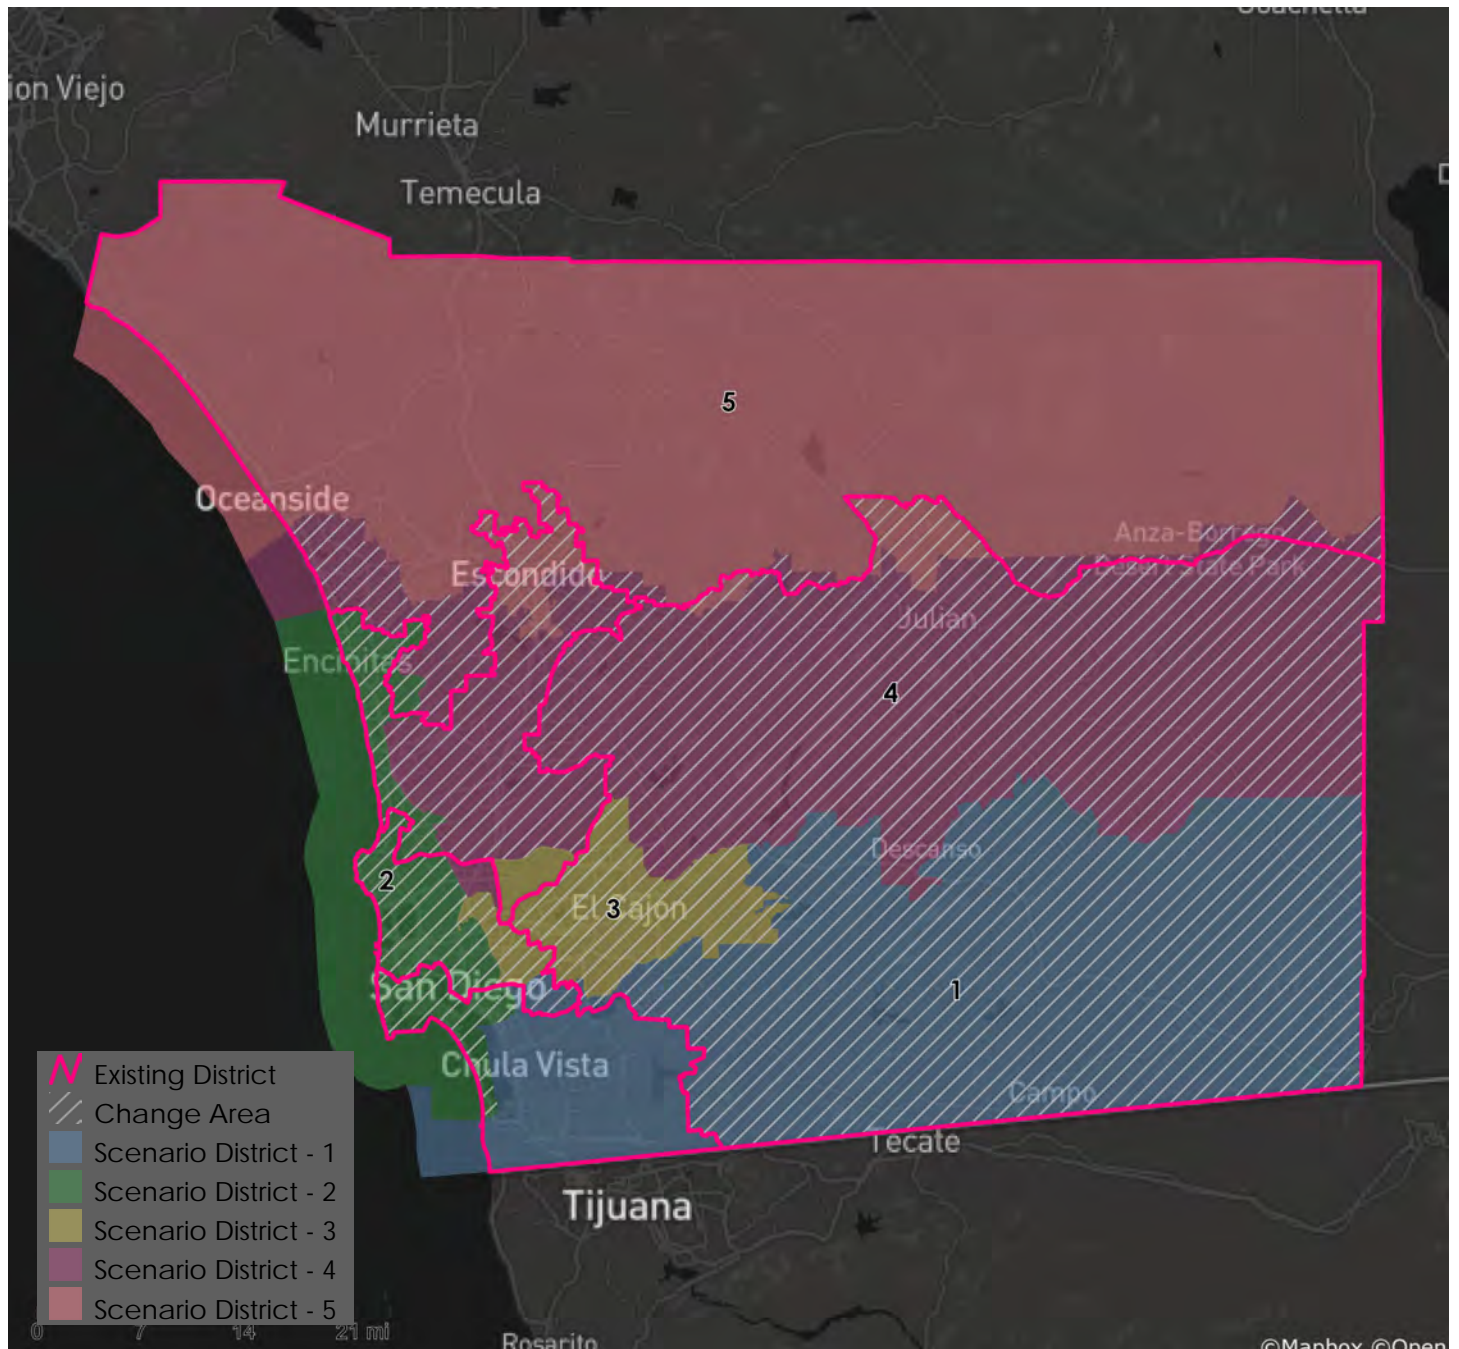 ion Viejo
Murrieta
Temecula
5
Oceanside
Anza-Borrego
Desert State Park
Escondido
Julian
Encinitas
4
Descanso
2
El Cajon
3
San Diego
1
Chula Vista
Campo
Tecate
Tijuana
Existing District
Change Area
Scenario District - 1
Scenario District - 2
Scenario District - 3
Scenario District - 4
Scenario District - 5
0 7 14 21 mi
Rosarito
©Mapbox ©Open